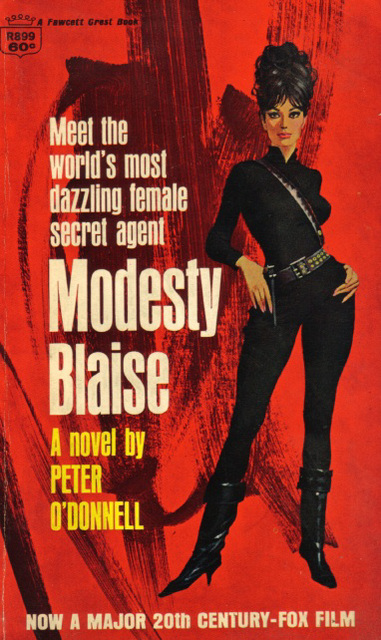 A Fawcett Crest Book
R899
60¢
Meet the
world's most
dazzling female
secret agent
Modesty
Blaise
A novel by
PETER
O'DONNELL
NOW A MAJOR 20th CENTURY-FOX FILM